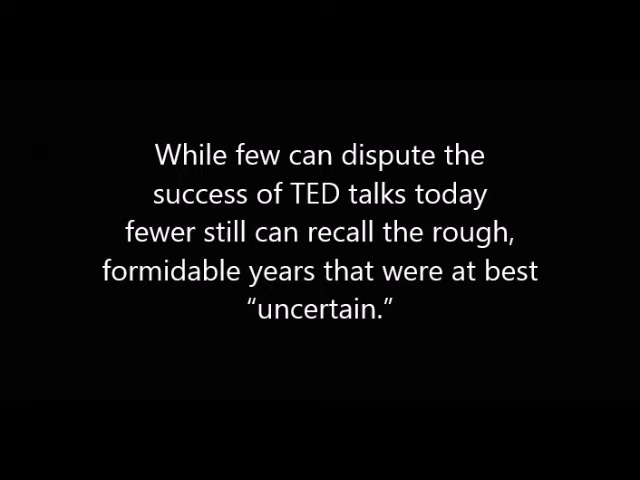 While few can dispute the
success of TED talks today
fewer still can recall the rough,
formidable years that were at best
“uncertain.”